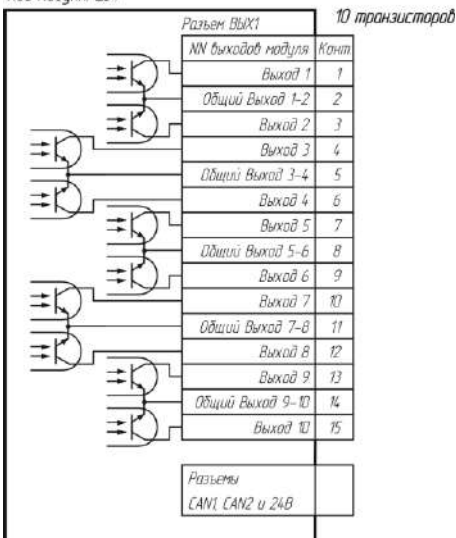 Разъем ВЫХ1
10 транзисторов
NN выходов модуля Конт.
Выход 1 1
Общий Выход 1-2 2
Выход 2 3
Выход 3 4
Общий Выход 3-4 5
Выход 4 6
Выход 5 7
Общий Выход 5-6 8
Выход 6 9
Выход 7 10
Общий Выход 7-8 11
Выход 8 12
Выход 9 13
Общий Выход 9-10 14
Выход 10 15
Разъемы
CAN1, CAN2 и 24В